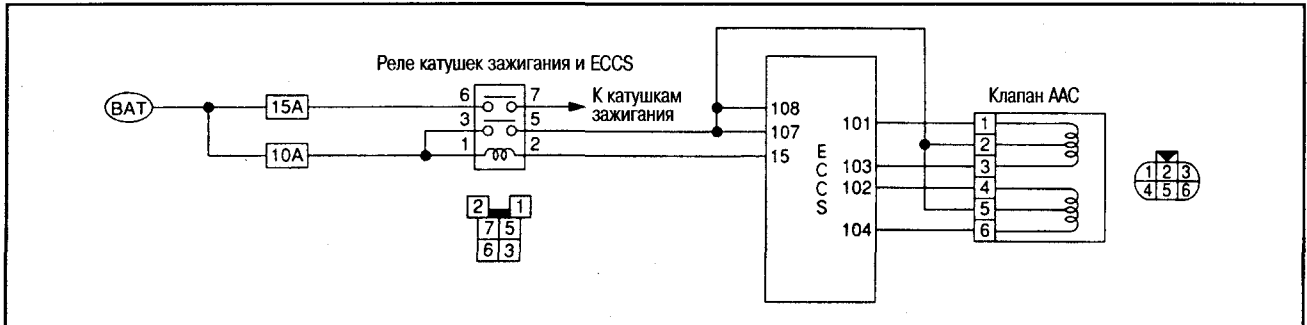 Реле катушек зажигания и ECCS
BAT
15A
10A
6
7
К катушкам
зажигания
3
5
1
2
2
1
7
5
6
3
108
107
15
E
C
C
S
101
103
102
104
Клапан AAC
1
2
3
4
5
6
1 2 3
4 5 6